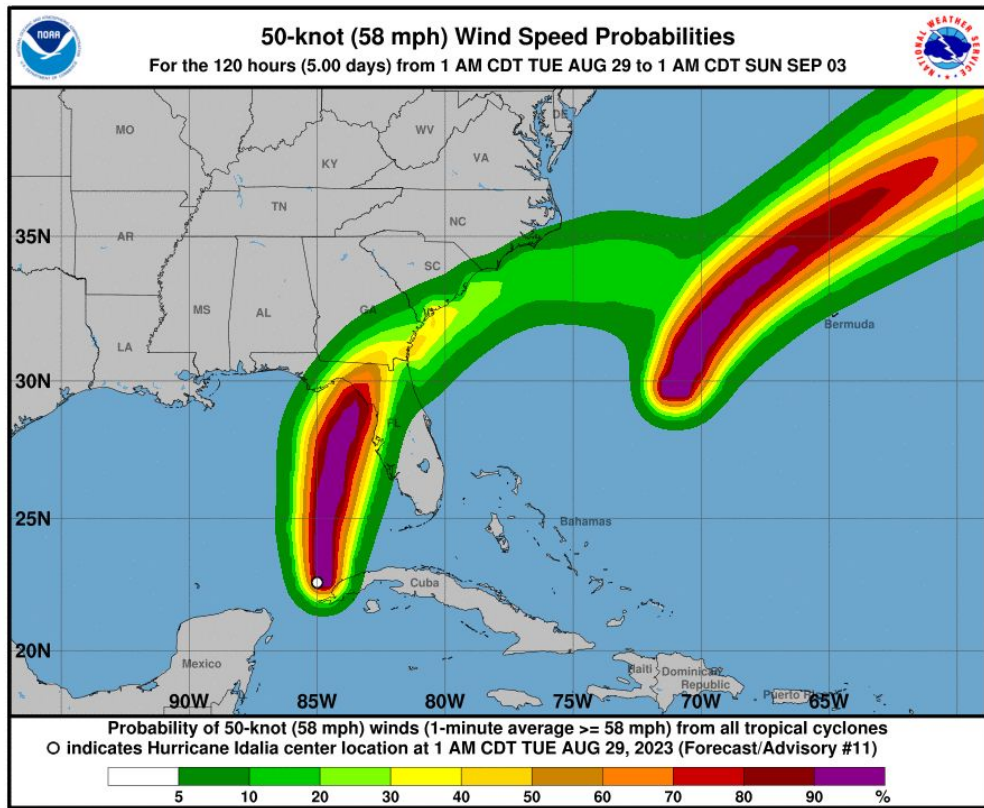 50-knot (58 mph) Wind Speed Probabilities
For the 120 hours (5.00 days) from 1 AM CDT TUE AUG 29 to 1 AM CDT SUN SEP 03
NOAA
NATIONAL WEATHER SERVICE
MO
WV
DE
KY
VA
TN
NC
35N
AR
SC
MS
AL
GA
Bermuda
LA
30N
FL
25N
Bahamas
Cuba
20N
Mexico
Haiti
Dominican
Republic
90W
85W
80W
75W
70W
65W
Probability of 50-knot (58 mph) winds (1-minute average >= 58 mph) from all tropical cyclones
indicates Hurricane Idalia center location at 1 AM CDT TUE AUG 29, 2023 (Forecast/Advisory #11)
5 10 20 30 40 50 60 70 80 90 %